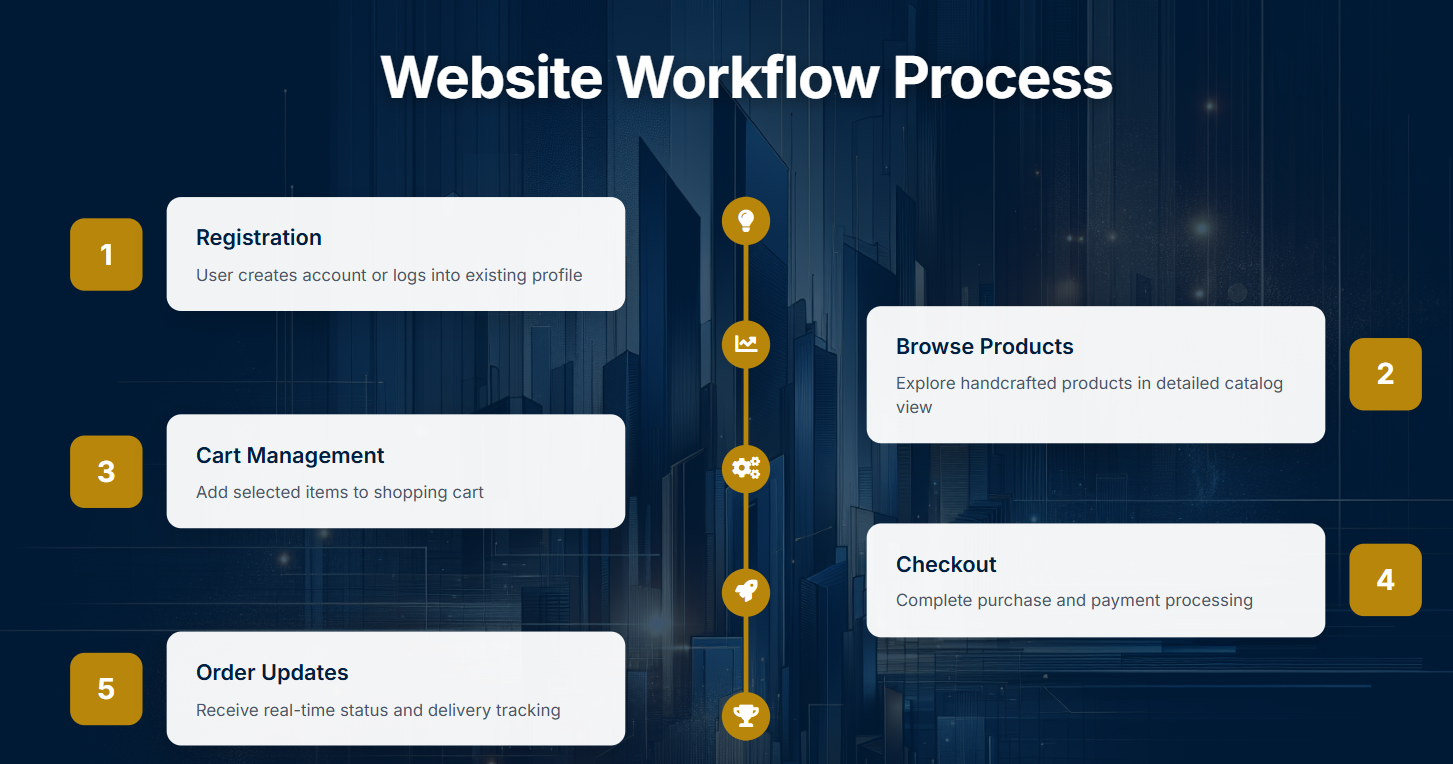 Website Workflow Process
1
Registration
User creates account or logs into existing profile
Browse Products
Explore handcrafted products in detailed catalog
view
2
3
Cart Management
Add selected items to shopping cart
Checkout
Complete purchase and payment processing
4
5
Order Updates
Receive real-time status and delivery tracking